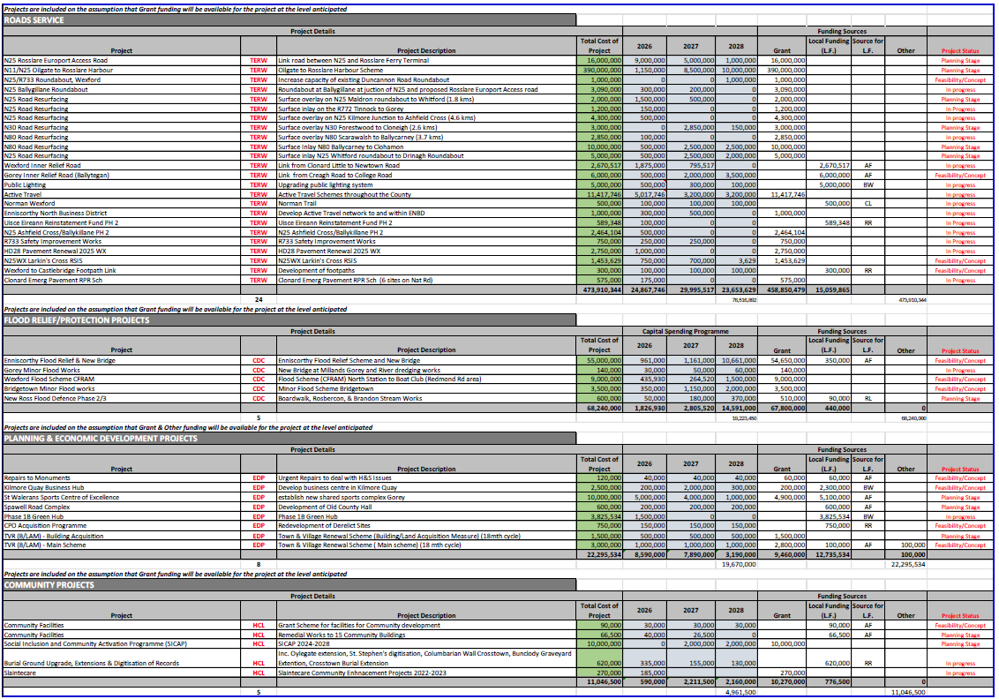 Projects are included on the assumption that Grant funding will be available for the project at the level anticipated
ROADS SERVICE
Project Details Funding Sources
Project Project Description Total Cost of Project 2026 2027 2028 Grant Local Funding (L.F.) Source for L.F. Other Project Status
N25 Rosslare Europort Access Road TERW Link road between N25 and Rosslare Ferry Terminal 16,000,000 9,000,000 5,000,000 1,000,000 16,000,000 Planning Stage
N11/N25 Oilgate to Rosslare Harbour TERW Oilgate to Rosslare Harbour Scheme 390,000,000 1,150,000 8,500,000 10,000,000 390,000,000 Planning Stage
N25/R733 Roundabout, Wexford TERW Increase capacity of existing Duncannon Road Roundabout 1,000,000 0 0 1,000,000 1,000,000 Feasibility/Concept
N25 Ballygillane Roundabout TERW Roundabout at Ballygillane at juction of N25 and proposed Rosslare Europort Access road 3,090,000 300,000 200,000 3,090,000 In progress
N25 Road Resurfacing TERW Surface overlay on N25 Maldron roundabout to Whitford (1.8 kms) 2,000,000 1,500,000 500,000 2,000,000 Planning Stage
N25 Road Resurfacing TERW Surface inlay on the R772 Tinnock to Gorey 1,200,000 150,000 0 0 1,200,000 In Progress
N25 Road Resurfacing TERW Surface overlay on N25 Kilmore Junction to Ashfield Cross (4.6 kms) 4,300,000 500,000 0 4,300,000 In Progress
N30 Road Resurfacing TERW Surface overlay N30 Forestwood to Cloneigh (2.6 kms) 3,000,000 0 2,850,000 150,000 3,000,000 Planning Stage
N80 Road Resurfacing TERW Surface overlay N80 Scarawalsh to Ballycarney (3.7 kms) 2,850,000 100,000 0 2,850,000 In progress
N80 Road Resurfacing TERW Surface Inlay N80 Ballycarney to Clohamon 10,000,000 500,000 2,500,000 2,500,000 10,000,000 Planning Stage
N25 Road Resurfacing TERW Surface inlay N25 Whitford roundabout to Drinagh Roundabout 5,000,000 500,000 2,500,000 2,000,000 5,000,000 Planning Stage
Wexford Inner Relief Road TERW Link from Clonard Little to Newtown Road 2,670,517 1,875,000 795,517 0 2,670,517 AF In progress
Gorey Inner Relief Road (Ballytegan) TERW Link from Creagh Road to College Road 6,000,000 500,000 2,000,000 3,500,000 6,000,000 AF Feasibility/Concept
Public Lighting TERW Upgrading public lighting system 5,000,000 500,000 300,000 100,000 5,000,000 BW In progress
Active Travel TERW Active Travel Schemes throughout the County 11,417,746 5,017,746 3,200,000 3,200,000 11,417,746 In progress
Norman Wexford TERW Norman Trail 500,000 100,000 100,000 100,000 500,000 CL In progress
Enniscorthy North Business District TERW Develop Active Travel network to and within ENBD 1,000,000 300,000 500,000 1,000,000 In progress
Uisce Eireann Reinstatement Fund PH 2 TERW Uisce Eireann Reinstatement Fund PH 2 589,348 100,000 0 0 589,348 RR In progress
N25 Ashfield Cross/Ballykillane PH 2 TERW N25 Ashfield Cross/Ballykillane PH 2 2,464,104 500,000 0 0 2,464,104 In Progress
R733 Safety Improvement Works TERW R733 Safety Improvement Works 750,000 250,000 250,000 0 750,000 In Progress
HD28 Pavement Renewal 2025 WX TERW HD28 Pavement Renewal 2025 WX 2,750,000 1,000,000 0 0 2,750,000 In Progress
N25WX Larkin's Cross RSIS TERW N25WX Larkin's Cross RSIS 1,453,629 750,000 700,000 3,629 1,453,629 Feasibility/Concept
Wexford to Castlebridge Footpath Link TERW Development of footpaths 300,000 100,000 100,000 100,000 300,000 RR Feasibility/Concept
Clonard Emerg Pavement RPR Sch TERW Clonard Emerg Pavement RPR Sch (6 sites on Nat Rd) 575,000 175,000 0 575,000 In Progress
473,910,344 24,867,746 29,995,517 23,653,629 458,850,479 15,059,865
24 78,516,892 473,910,344
Projects are included on the assumption that Grant funding will be available for the project at the level anticipated
FLOOD RELIEF/PROTECTION PROJECTS
Project Details Capital Spending Programme Funding Sources
Project Project Description Total Cost of Project 2026 2027 2028 Grant Local Funding (L.F.) Source for L.F. Other Project Status
Enniscorthy Flood Relief & New Bridge CDC Enniscorthy Flood Relief Scheme and New Bridge 55,000,000 961,000 1,161,000 10,661,000 54,650,000 350,000 AF Feasibility/Concept
Gorey Minor Flood Works CDC New Bridge at Millands Gorey and River dredging works 140,000 30,000 50,000 60,000 140,000 In Progress
Wexford Flood Scheme CFRAM CDC Flood Scheme (CFRAM) North Station to Boat Club (Redmond Rd area) 9,000,000 435,930 264,520 1,500,000 9,000,000 Feasibility/Concept
Bridgetown Minor Flood works CDC Minor Flood Scheme Bridgetown 3,500,000 350,000 1,150,000 2,000,000 3,500,000 Feasibility/Concept
New Ross Flood Defence Phase 2/3 CDC Boardwalk, Rosbercon, & Brandon Stream Works 600,000 50,000 180,000 370,000 510,000 90,000 RL Planning Stage
68,240,000 1,826,930 2,805,520 14,591,000 67,800,000 440,000 0
5 19,223,450 68,240,000
Projects are included on the assumption that Grant & Other funding will be available for the project at the level anticipated
PLANNING & ECONOMIC DEVELOPMENT PROJECTS
Project Details Funding Sources
Project Project Description Total Cost of Project 2026 2027 2028 Grant Local Funding (L.F.) Source for L.F. Other Project Status
Repairs to Monuments EDP Urgent Repairs to deal with H&S Issues 120,000 40,000 40,000 40,000 60,000 60,000 AF Feasibility/Concept
Kilmore Quay Business Hub EDP Develop business centre in Kilmore Quay 2,500,000 200,000 2,000,000 300,000 200,000 2,300,000 BW Feasibility/Concept
St Walerans Sports Centre of Excellence EDP establish new shared sports complex Gorey 10,000,000 5,000,000 4,000,000 1,000,000 4,900,000 5,100,000 AF Planning Stage
Spawell Road Complex EDP Development of Old County Hall 600,000 200,000 200,000 200,000 600,000 AF Planning Stage
Phase 1B Green Hub EDP Phase 1B Green Hub 3,825,534 1,500,000 0 0 3,825,534 BW In progress
CPO Acquisition Programme EDP Redevelopment of Derelict Sites 750,000 150,000 150,000 150,000 750,000 RR Feasibility/Concept
TVR (B/LAM) - Building Acquisition EDP Town & Village Renewal Scheme (Building/Land Acquisition Measure) (18mth cycle) 1,500,000 500,000 500,000 500,000 1,500,000 Planning Stage
TVR (B/LAM) - Main Scheme EDP Town & Village Renewal Scheme ( Main scheme) (18 mth cycle) 3,000,000 1,000,000 1,000,000 1,000,000 2,800,000 100,000 AF 100,000 Feasibility/Concept
22,295,534 8,590,000 7,890,000 3,190,000 9,460,000 12,735,534 100,000
8 19,670,000 22,295,534
Projects are included on the assumption that Grant funding will be available for the project at the level anticipated
COMMUNITY PROJECTS
Project Details Funding Sources
Project Project Description Total Cost of Project 2026 2027 2028 Grant Local Funding (L.F.) Source for L.F. Other Project Status
Community Facilities HCL Grant Scheme for facilities for Community development 90,000 30,000 30,000 30,000 90,000 AF Feasibility/Concept
Community Facilities HCL Remedial Works to 15 Community Buildings 66,500 40,000 26,500 0 66,500 AF Planning Stage
Social Inclusion and Community Activation Programme (SICAP) HCL SICAP 2024-2028 10,000,000 0 2,000,000 2,000,000 10,000,000 Planning Stage
Burial Ground Upgrade, Extensions & Digitisation of Records HCL Inc. Oylegate extension, St. Stephen's digitisation, Columbarian Wall Crosstown, Bunclody Graveyard Extention, Crosstown Burial Extension 620,000 335,000 155,000 130,000 620,000 RR In progress
Slaintecare HCL Slaintecare Community Enhnacement Projects 2022-2023 270,000 185,000 270,000 In progress
11,046,500 590,000 2,211,500 2,160,000 10,270,000 776,500 0
5 4,961,500 11,046,500